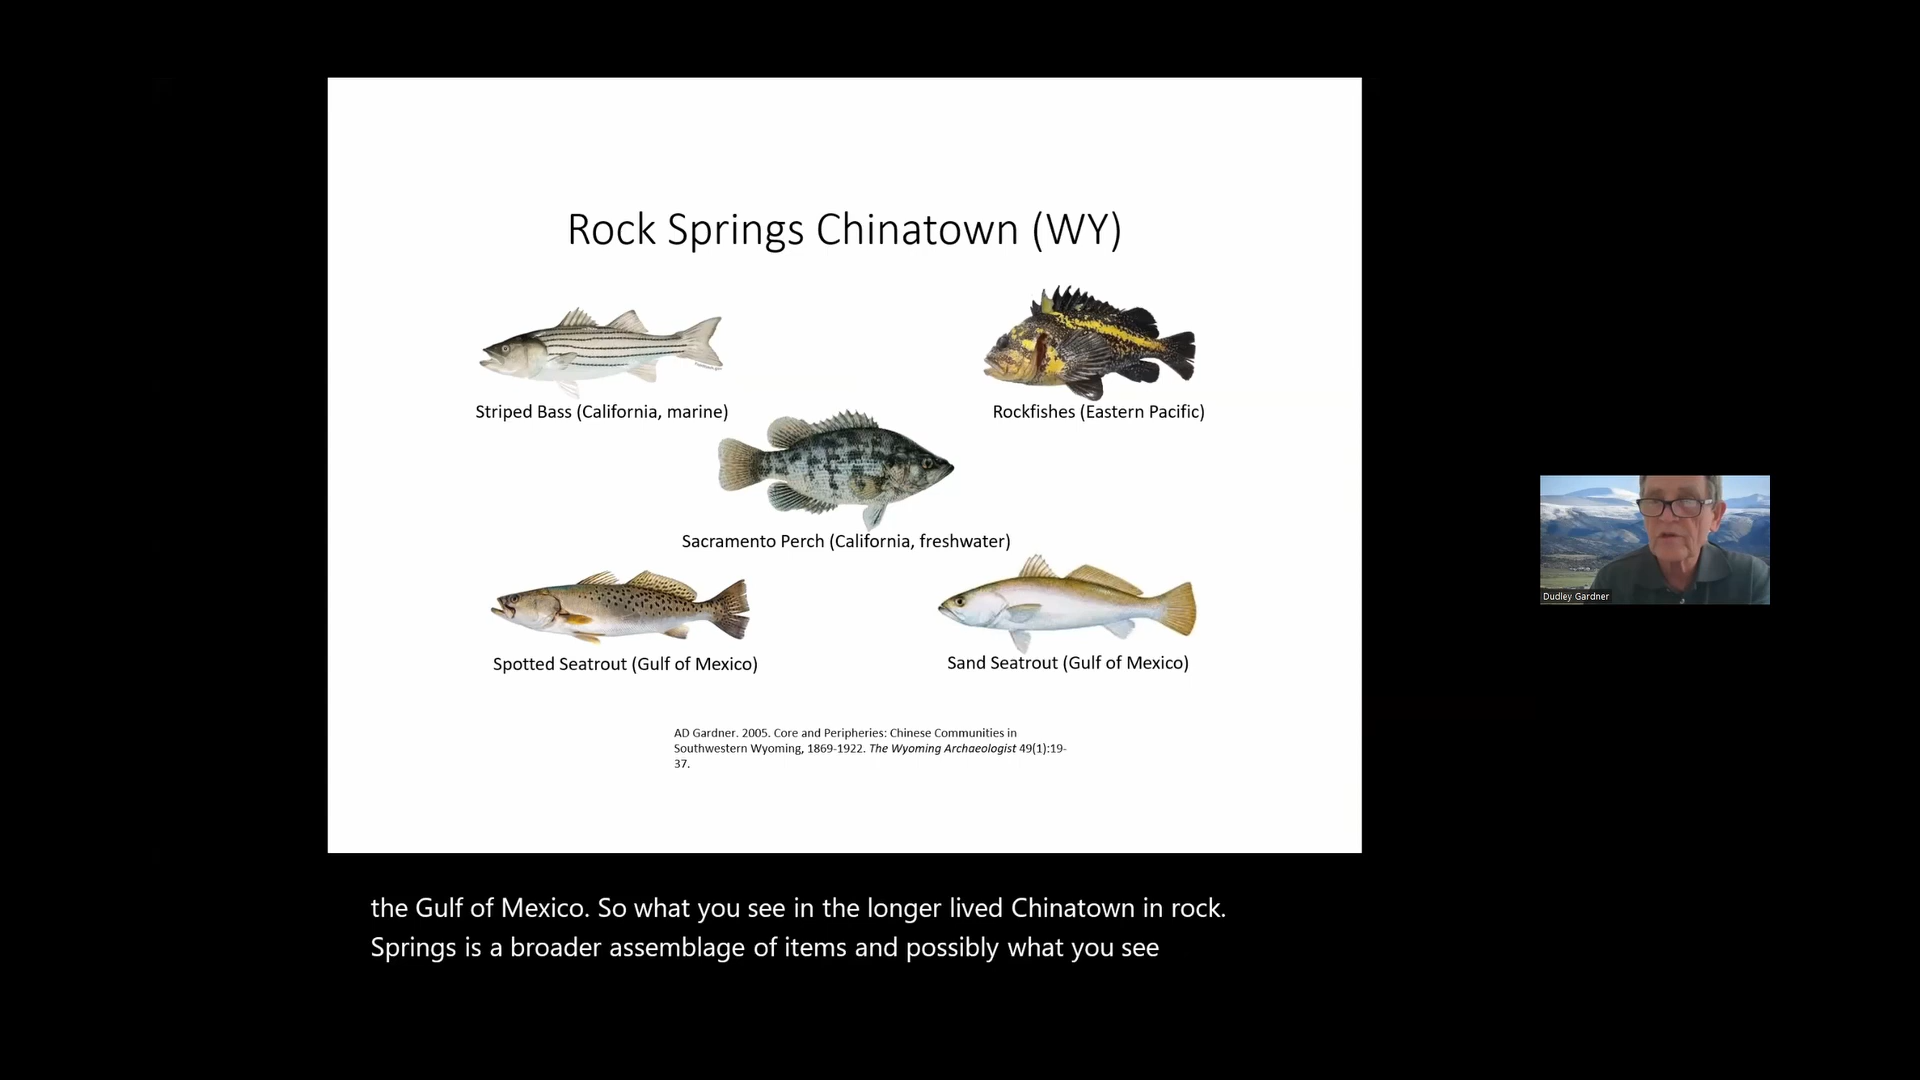 Rock Springs Chinatown (WY)
Striped Bass (California, marine)
Rockfishes (Eastern Pacific)
Sacramento Perch (California, freshwater)
Spotted Seatrout (Gulf of Mexico)
Sand Seatrout (Gulf of Mexico)
AD Gardner. 2005. Core and Peripheries: Chinese Communities in
Southwestern Wyoming, 1869-1922. The Wyoming Archaeologist 49(1):19-
37.
Dudley Gardner
the Gulf of Mexico. So what you see in the longer lived Chinatown in rock.
Springs is a broader assemblage of items and possibly what you see